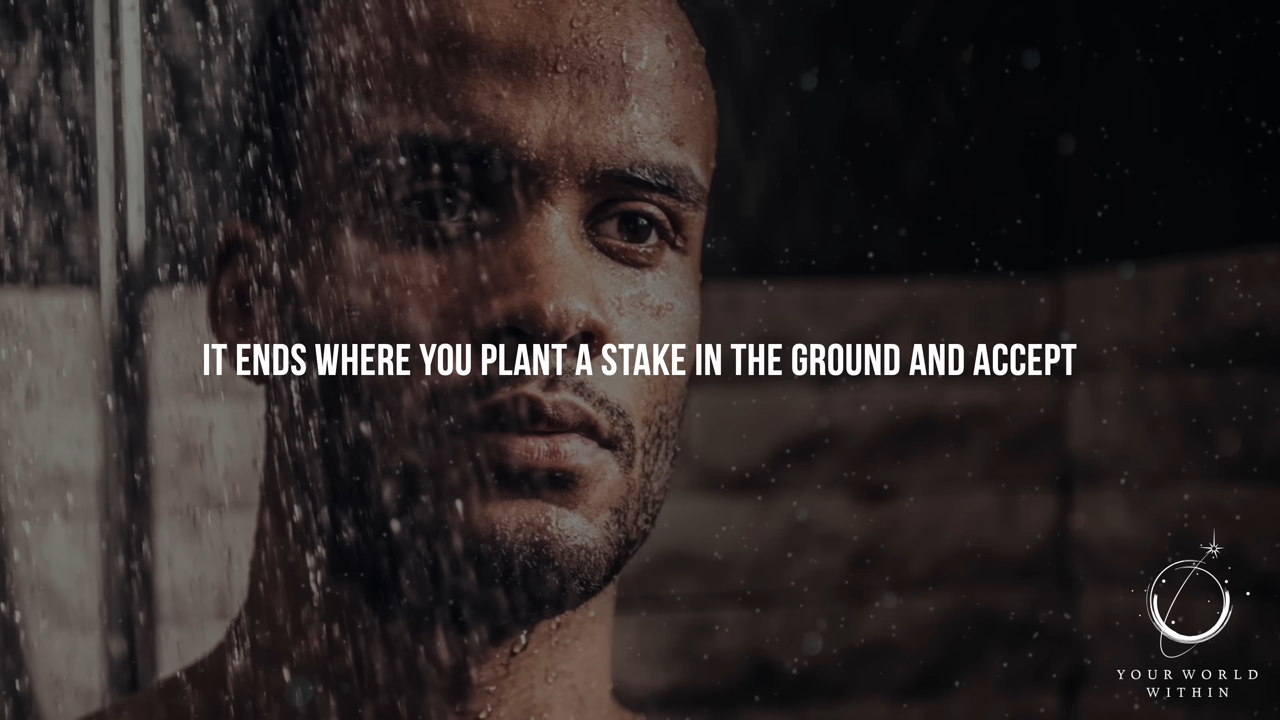 IT ENDS WHERE YOU PLANT A STAKE IN THE GROUND AND ACCEPT
YOUR WORLD
WITHIN